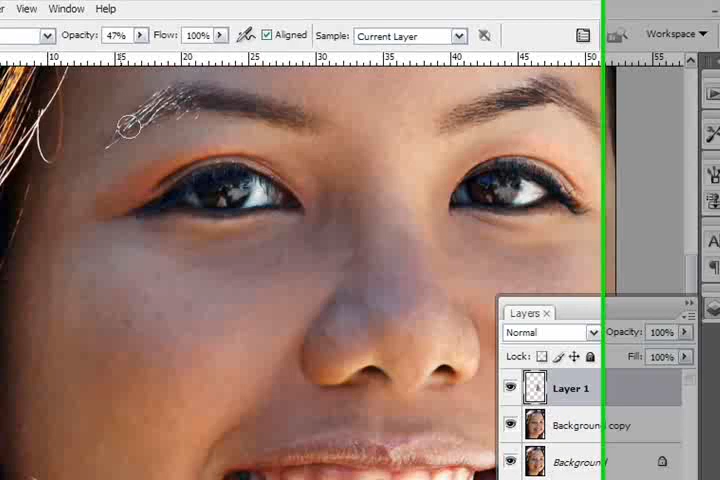 View Window Help
Opacity: 47% Flow: 100% Aligned Sample: Current Layer Workspace
10 15 20 25 30 35 40 45 50 55
Layers ×
Normal Opacity: 100%
Lock: Fill: 100%
Layer 1
Background copy
Background